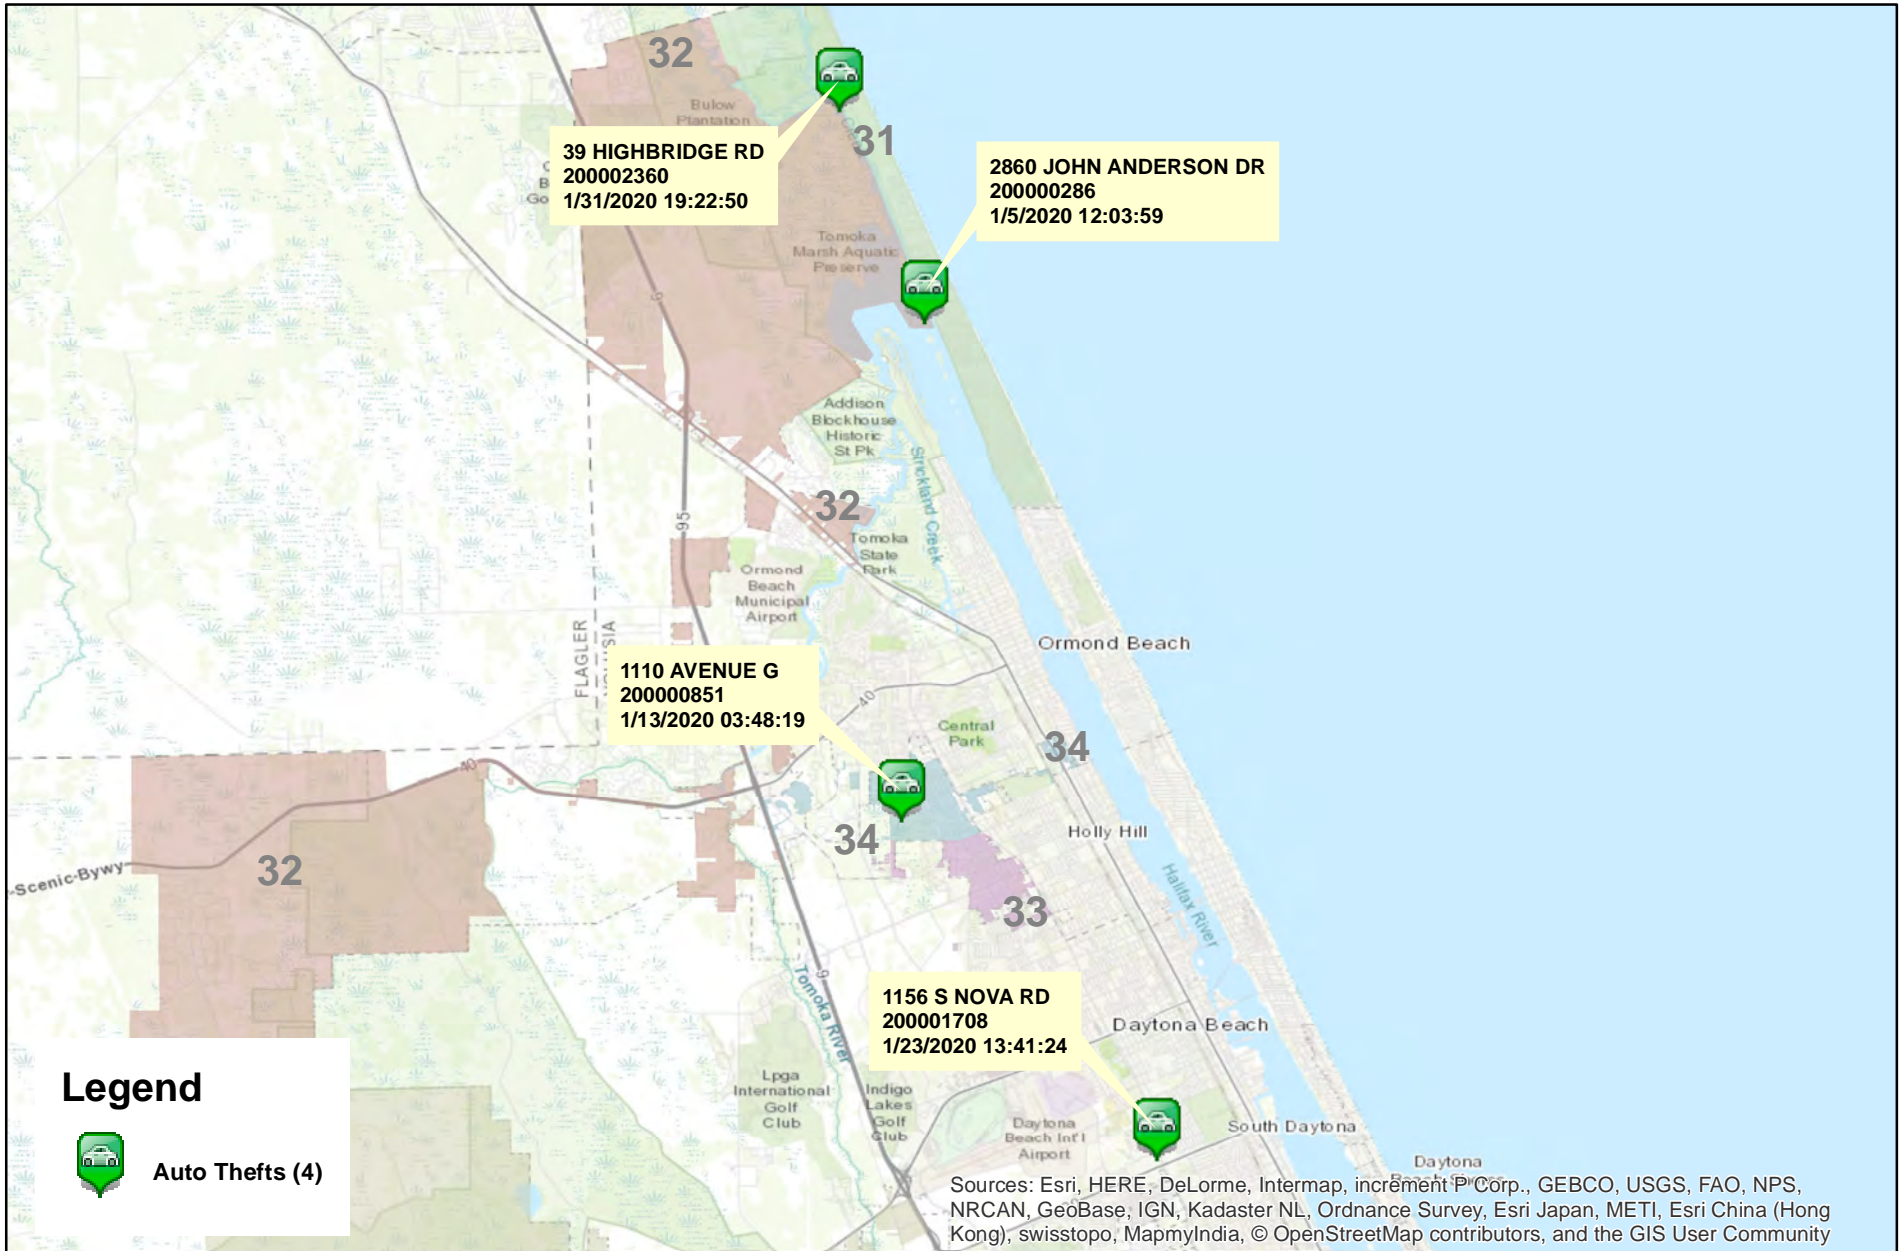 32
Bulow
Plantation
31
39 HIGHBRIDGE RD
200002360
1/31/2020 19:22:50
2860 JOHN ANDERSON DR
200000286
1/5/2020 12:03:59
Tomoka
Marsh Aquatic
Preserve
Addison
Blockhouse
Historic
St Pk
Strickland Creek
95
32
Tomoka
State
Park
Ormond
Beach
Municipal
Airport
FLAGLER
Ormond Beach
1110 AVENUE G
200000851
1/13/2020 03:48:19
40
Central
Park
34
40
34
Holly Hill
32
-Scenic-Bywy
33
Halifax River
Tomoka River
9
1156 S NOVA RD
200001708
1/23/2020 13:41:24
Daytona Beach
Legend
Auto Thefts (4)
Lpga
International
Golf
Club
Indigo
Lakes
Golf
Club
Daytona
Beach Int'l
Airport
South Daytona
Daytona
Sources: Esri, HERE, DeLorme, Intermap, increment P Corp., GEBCO, USGS, FAO, NPS,
NRCAN, GeoBase, IGN, Kadaster NL, Ordnance Survey, Esri Japan, METI, Esri China (Hong
Kong), swisstopo, MapmyIndia, © OpenStreetMap contributors, and the GIS User Community